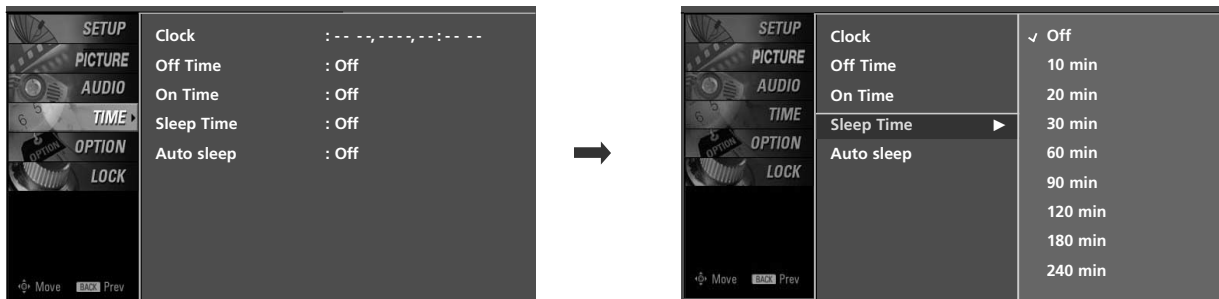 SETUP
PICTURE
AUDIO
TIME
OPTION
LOCK
Clock : -- --, ----, -- : -- --
Off Time : Off
On Time : Off
Sleep Time : Off
Auto sleep : Off
Move BACK Prev
SETUP
PICTURE
AUDIO
TIME
OPTION
LOCK
Clock
Off Time
On Time
Sleep Time ►
Auto sleep
✓ Off
10 min
20 min
30 min
60 min
90 min
120 min
180 min
240 min
Move BACK Prev